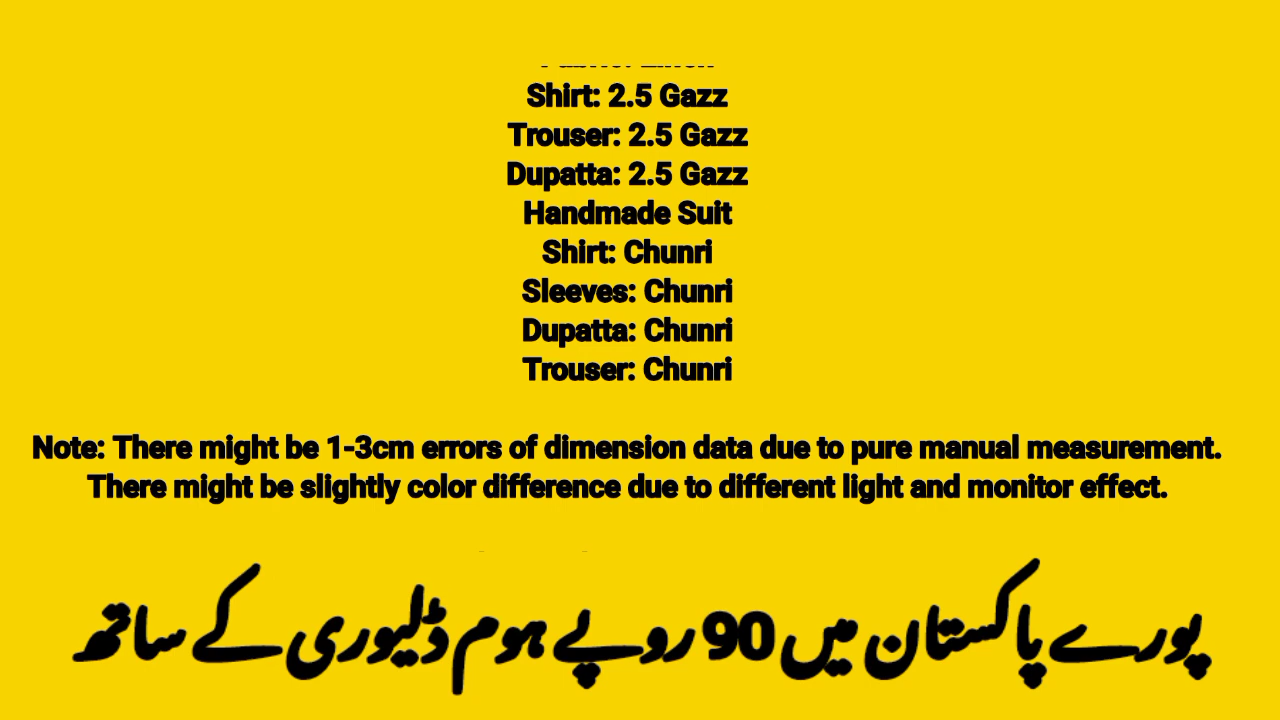 Shirt: 2.5 Gazz
Trouser: 2.5 Gazz
Dupatta: 2.5 Gazz
Handmade Suit
Shirt: Chunri
Sleeves: Chunri
Dupatta: Chunri
Trouser: Chunri
Note: There might be 1-3cm errors of dimension data due to pure manual measurement.
There might be slightly color difference due to different light and monitor effect.
پورے پاکستان میں 90 روپے ہوم ڈلیوری کے ساتھ